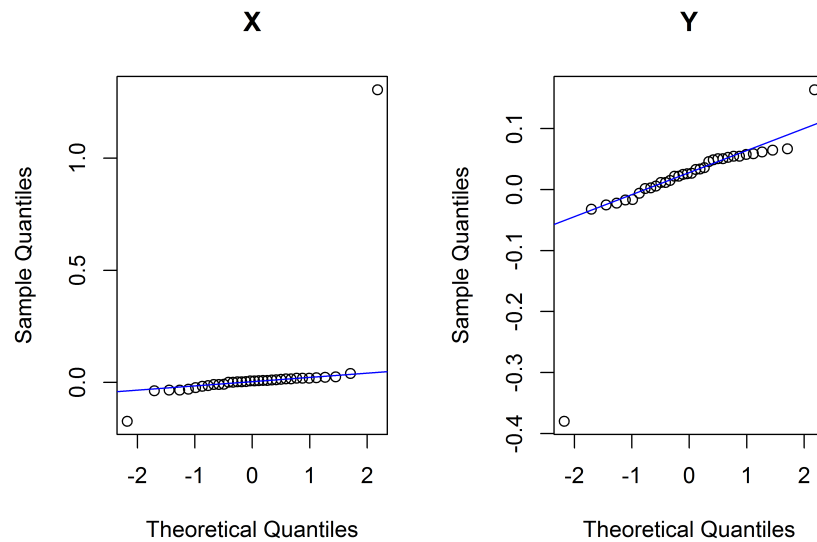 X
Sample Quantiles
1.0
0.5
0.0
-2 -1 0 1 2
Theoretical Quantiles
Y
Sample Quantiles
0.1
0.0
-0.1
-0.2
-0.3
-0.4
-2 -1 0 1 2
Theoretical Quantiles